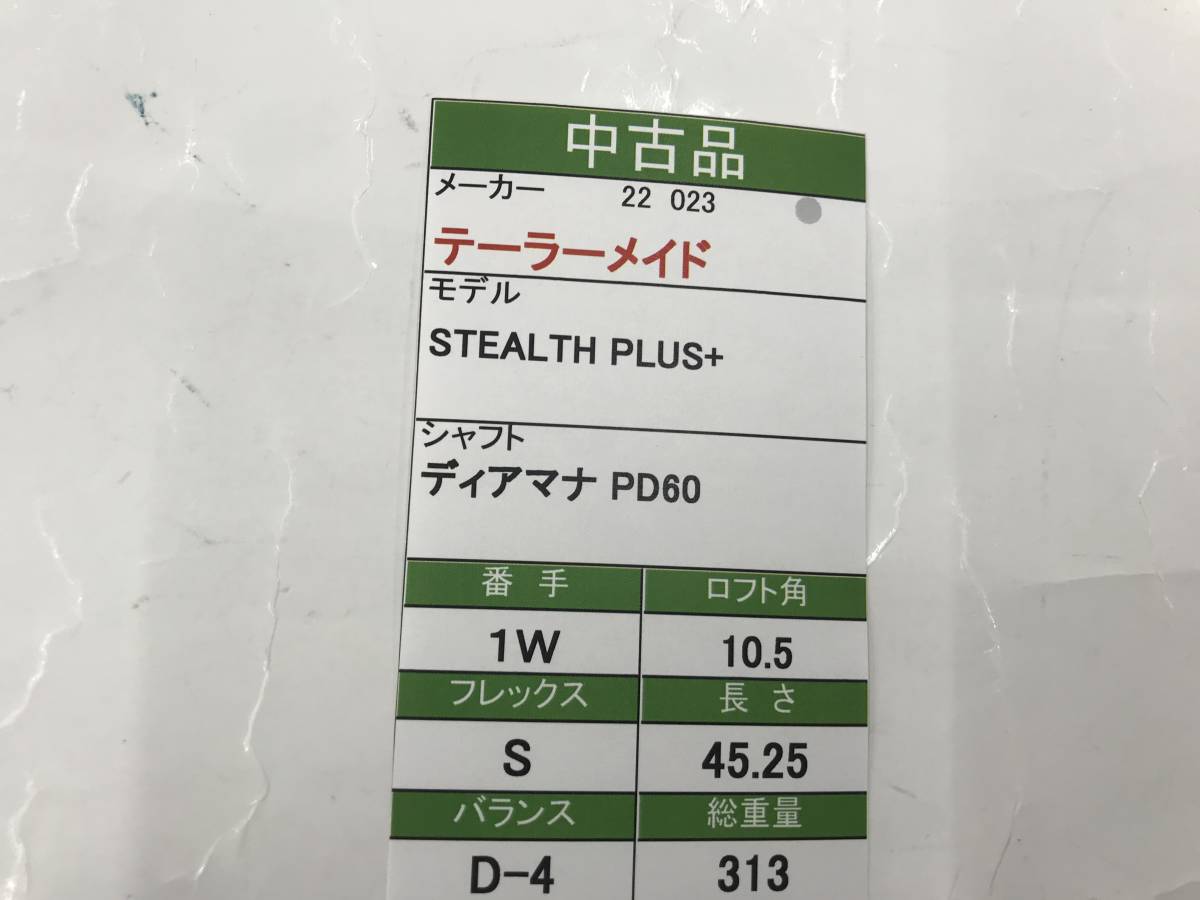 中古品
メーカー 22 023
テーラーメイド
モデル
STEALTH PLUS+
シャフト
ディアマナ PD60
番 手 ロフト角
1W 10.5
フレックス 長 さ
S 45.25
バランス 総重量
D-4 313